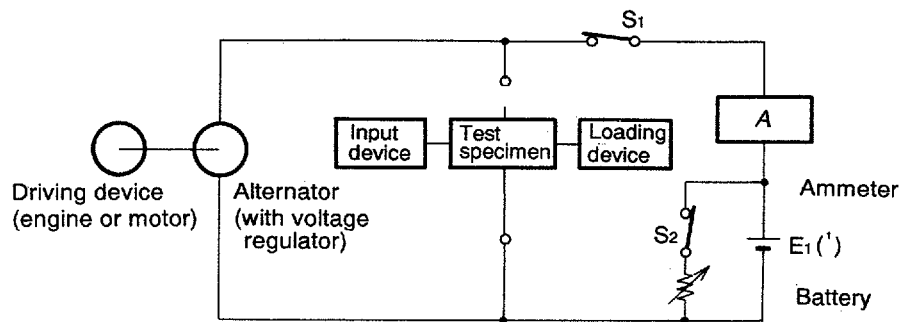 S1
A
Input
device
Test
specimen
Loading
device
Driving device
(engine or motor)
Alternator
(with voltage
regulator)
Ammeter
S2
E1(¹)
Battery